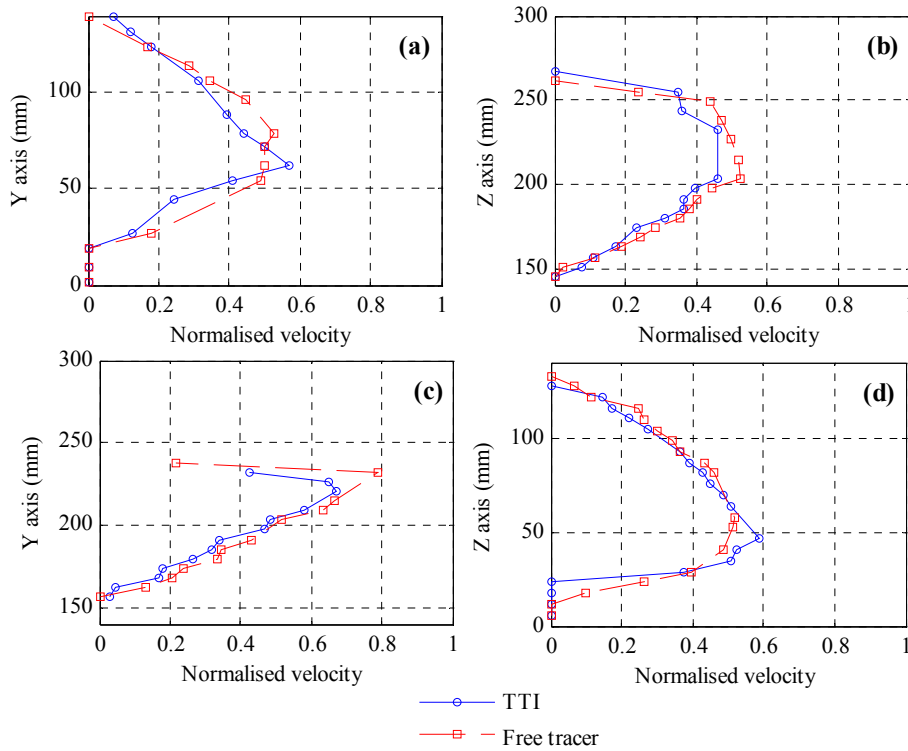 (a)
100
50
0
Y axis (mm)
0 0.2 0.4 0.6 0.8 1
Normalised velocity
(b)
300
250
200
150
Z axis (mm)
0 0.2 0.4 0.6 0.8 1
Normalised velocity
(c)
300
250
200
150
Y axis (mm)
0 0.2 0.4 0.6 0.8 1
Normalised velocity
(d)
100
50
0
Z axis (mm)
0 0.2 0.4 0.6 0.8 1
Normalised velocity
TTI
Free tracer